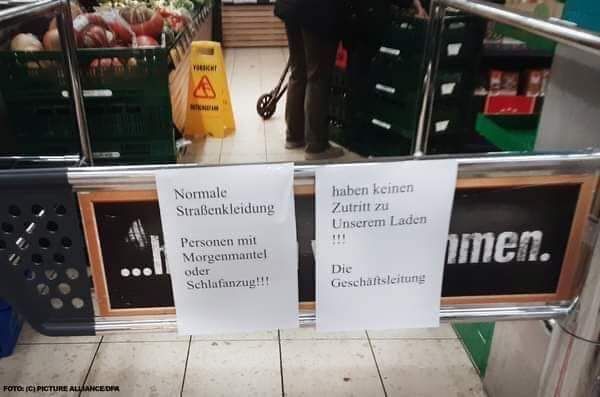 VORSICHT
Normale
Straßenkleidung
Personen mit
Morgenmantel
oder
Schlafanzug!!!
haben keinen
Zutritt zu
Unserem Laden
!!!
Die
Geschäftsleitung
...h
mmen.
FOTO: (C) PICTURE ALLIANCE/DPA